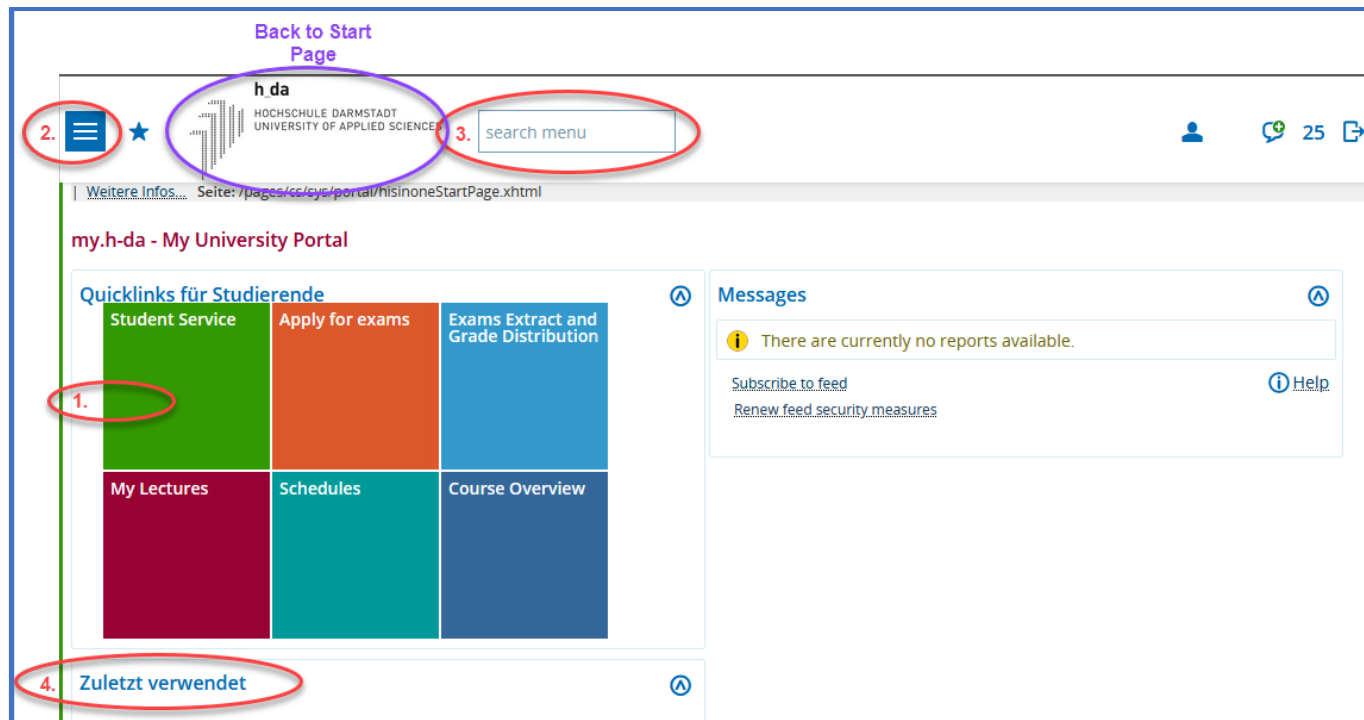 Back to Start
Page
h_da
HOCHSCHULE DARMSTADT
UNIVERSITY OF APPLIED SCIENCES
2.
3.
search menu
25
| Weitere Infos... Seite: /pages/cs/sys/portal/hisinoneStartPage.xhtml
my.h-da - My University Portal
Quicklinks für Studierende
Student Service
Apply for exams
Exams Extract and
Grade Distribution
1.
My Lectures
Schedules
Course Overview
Messages
There are currently no reports available.
Subscribe to feed
Help
Renew feed security measures
4.
Zuletzt verwendet